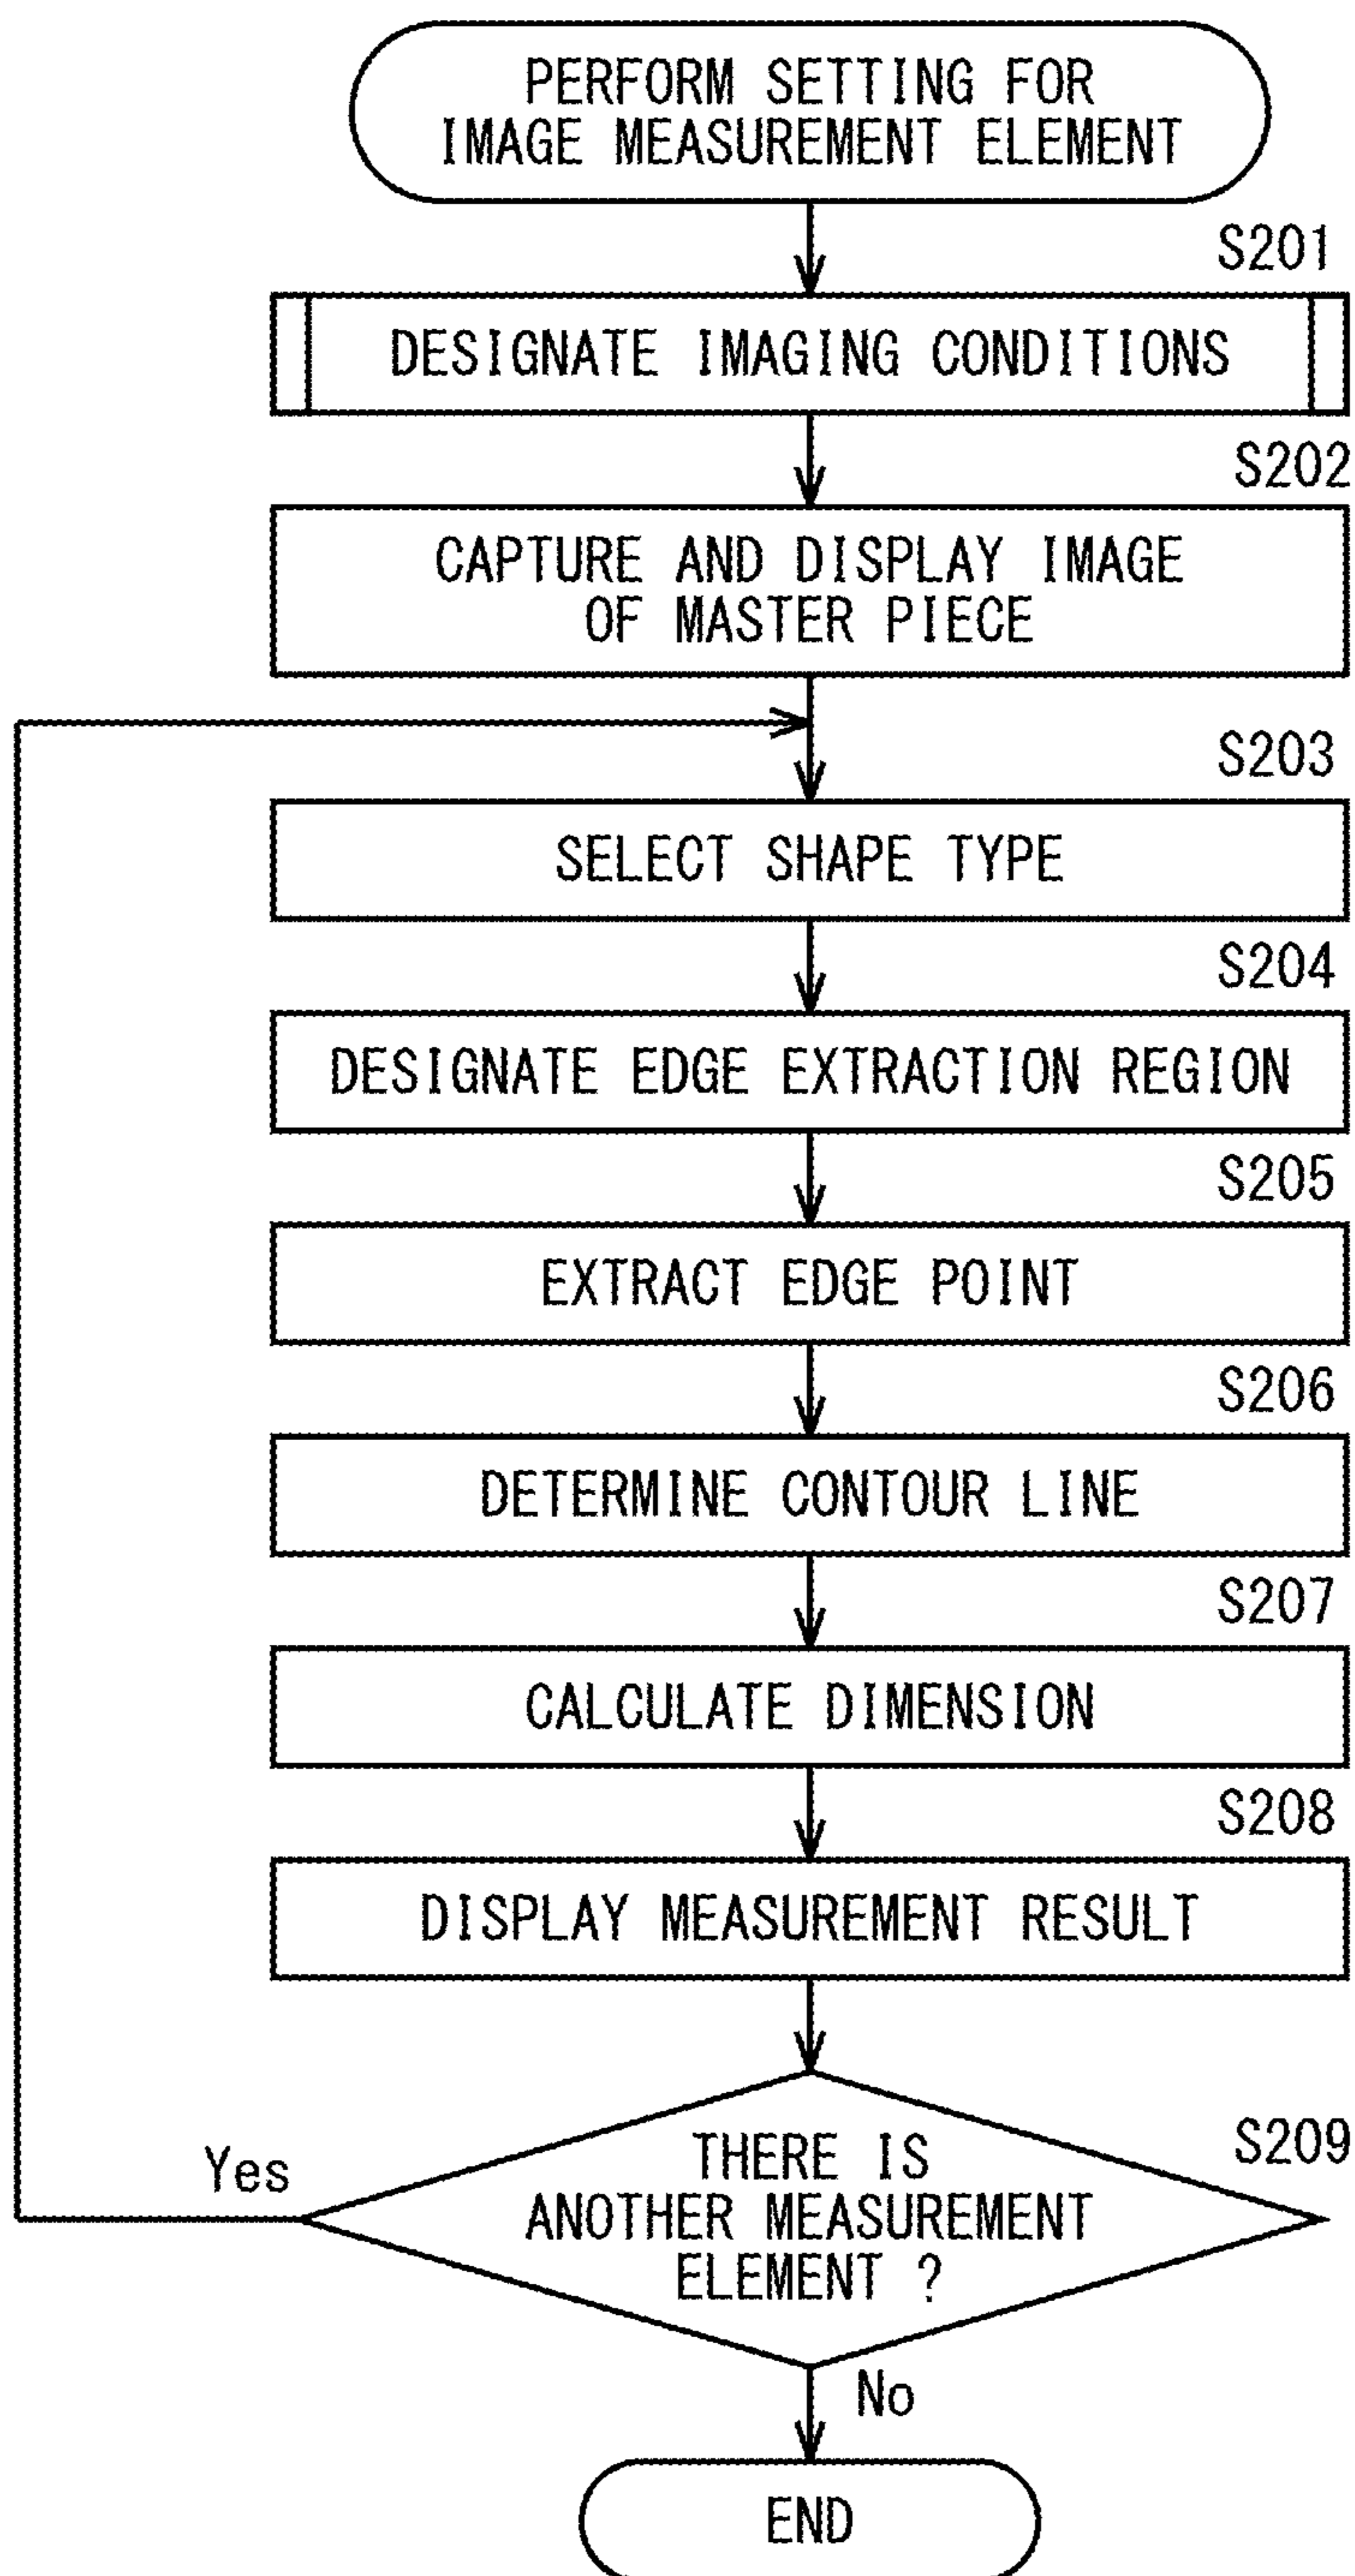 PERFORM SETTING FOR
IMAGE MEASUREMENT ELEMENT
S201
DESIGNATE IMAGING CONDITIONS
S202
CAPTURE AND DISPLAY IMAGE
OF MASTER PIECE
S203
SELECT SHAPE TYPE
S204
DESIGNATE EDGE EXTRACTION REGION
S205
EXTRACT EDGE POINT
S206
DETERMINE CONTOUR LINE
S207
CALCULATE DIMENSION
S208
DISPLAY MEASUREMENT RESULT
S209
Yes
THERE IS
ANOTHER MEASUREMENT
ELEMENT ?
No
END